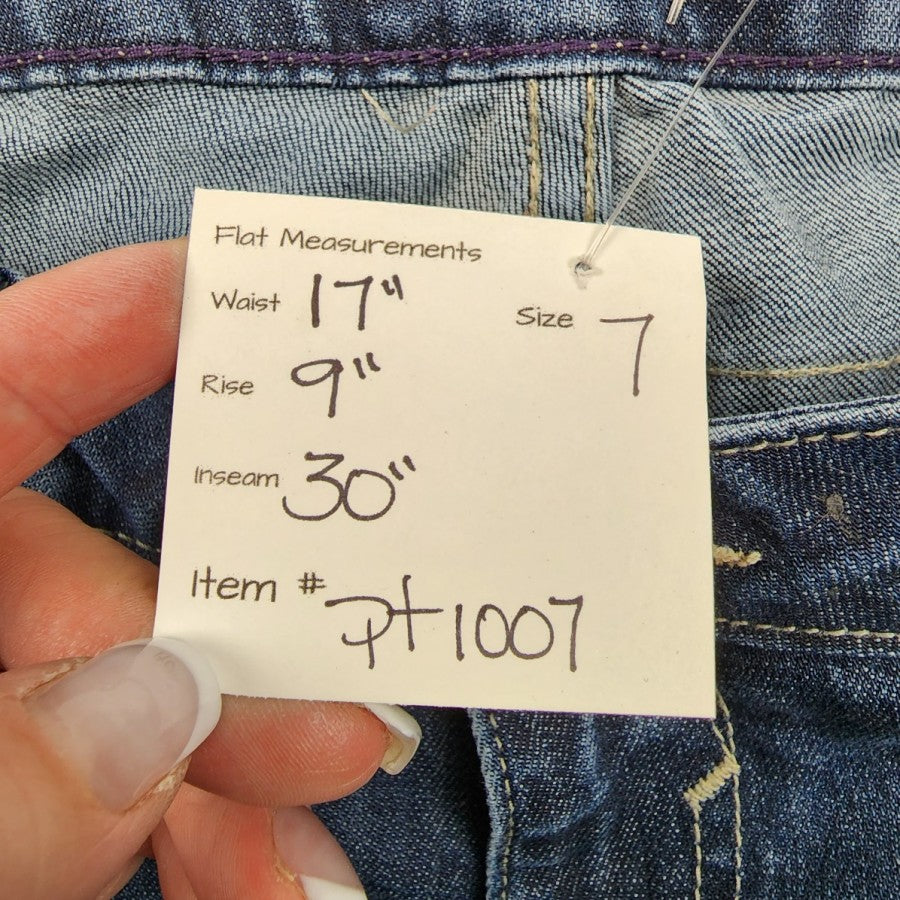 Flat Measurements
Waist 17"
Size 7
Rise 9"
Inseam 30"
Item # Pt1007